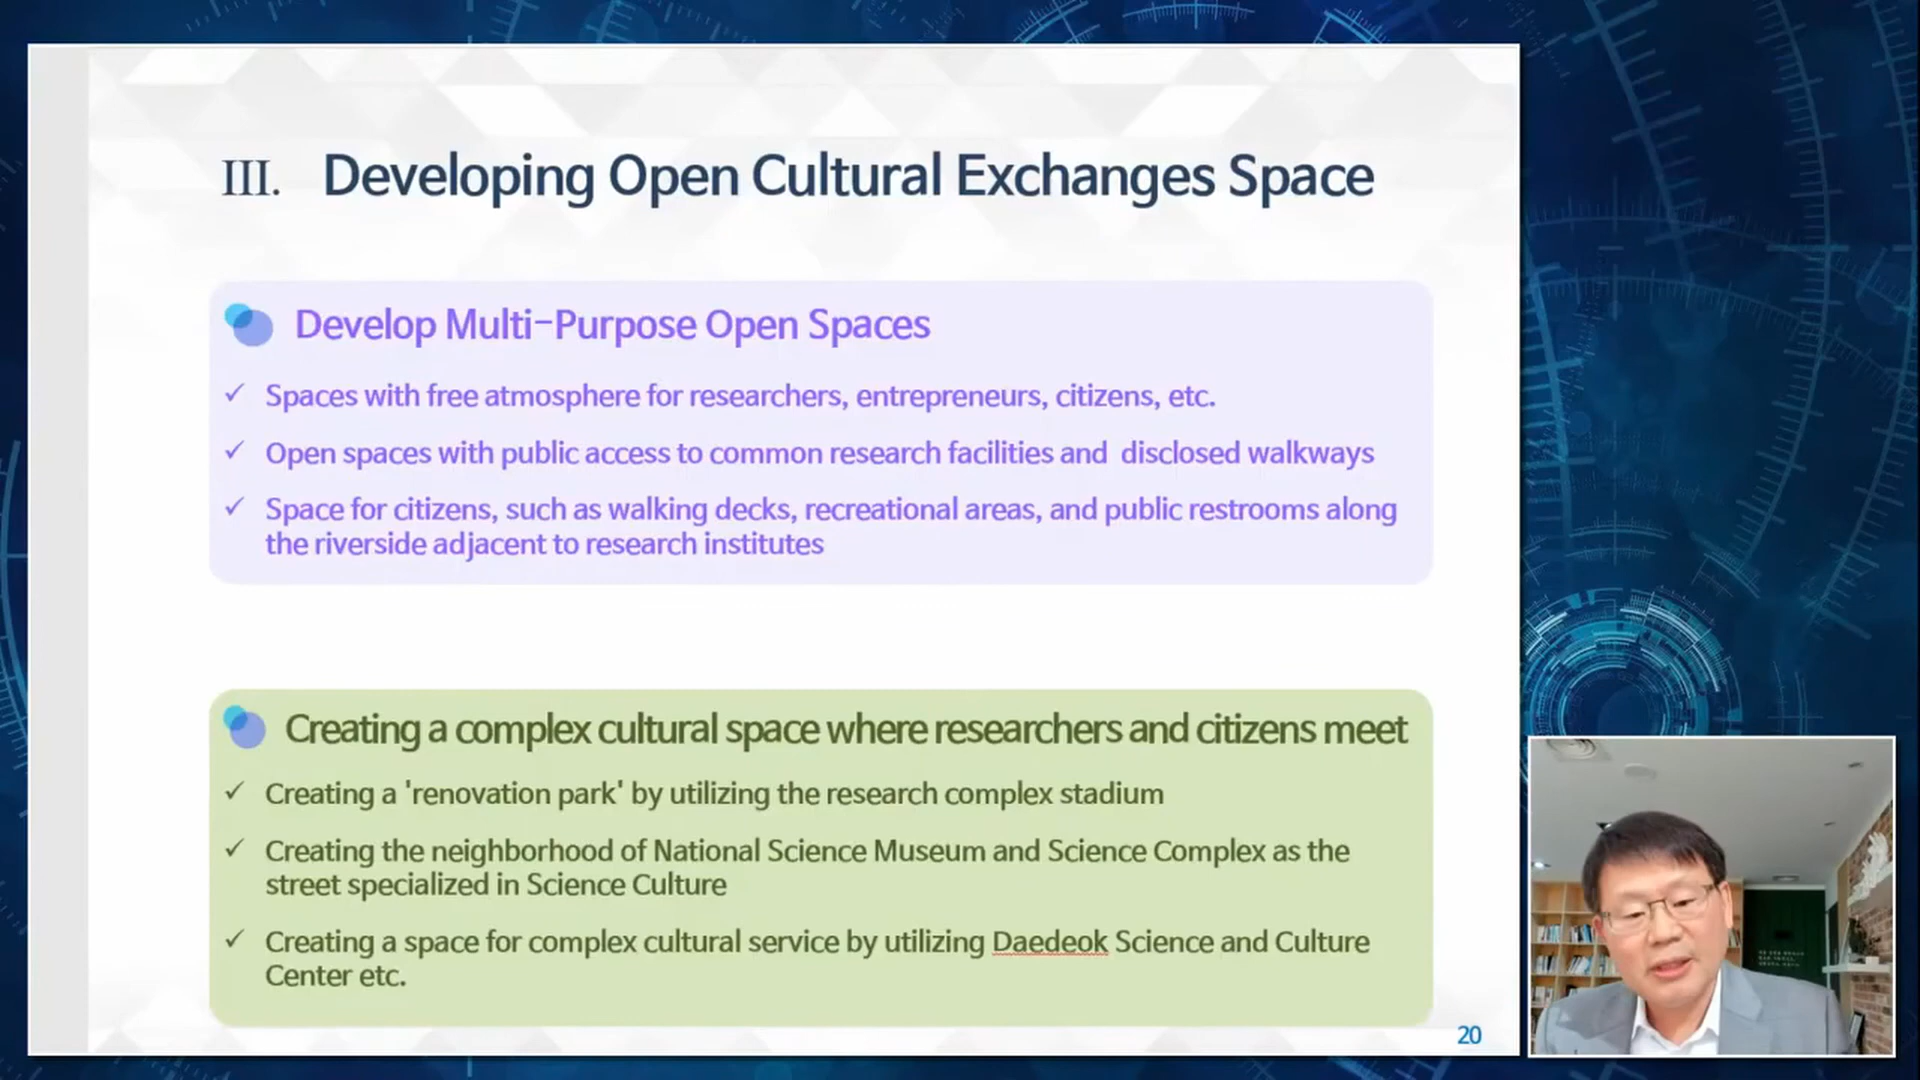 III. Developing Open Cultural Exchanges Space
Develop Multi-Purpose Open Spaces
✓ Spaces with free atmosphere for researchers, entrepreneurs, citizens, etc.
✓ Open spaces with public access to common research facilities and disclosed walkways
✓ Space for citizens, such as walking decks, recreational areas, and public restrooms along
the riverside adjacent to research institutes
Creating a complex cultural space where researchers and citizens meet
✓ Creating a 'renovation park' by utilizing the research complex stadium
✓ Creating the neighborhood of National Science Museum and Science Complex as the
street specialized in Science Culture
✓ Creating a space for complex cultural service by utilizing Daedeok Science and Culture
Center etc.
20